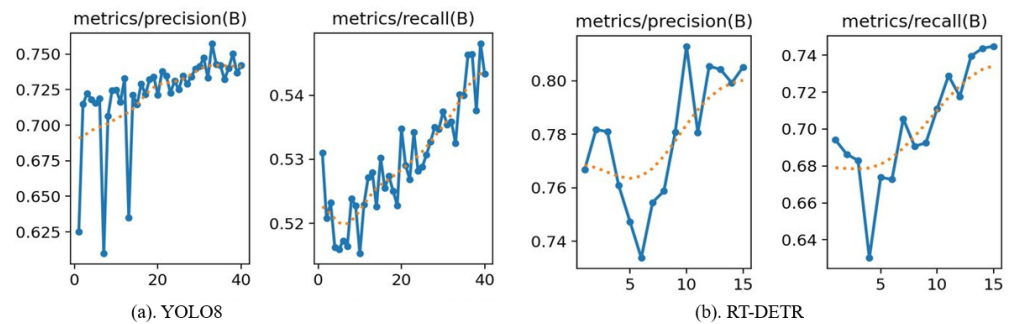 metrics/precision(B)
metrics/recall(B)
metrics/precision(B)
metrics/recall(B)
0.750
0.725
0.700
0.675
0.650
0.625
0 20 40
0.54
0.53
0.52
0 20 40
0.80
0.78
0.76
0.74
5 10 15
0.74
0.72
0.70
0.68
0.66
0.64
5 10 15
(a). YOLO8
(b). RT-DETR